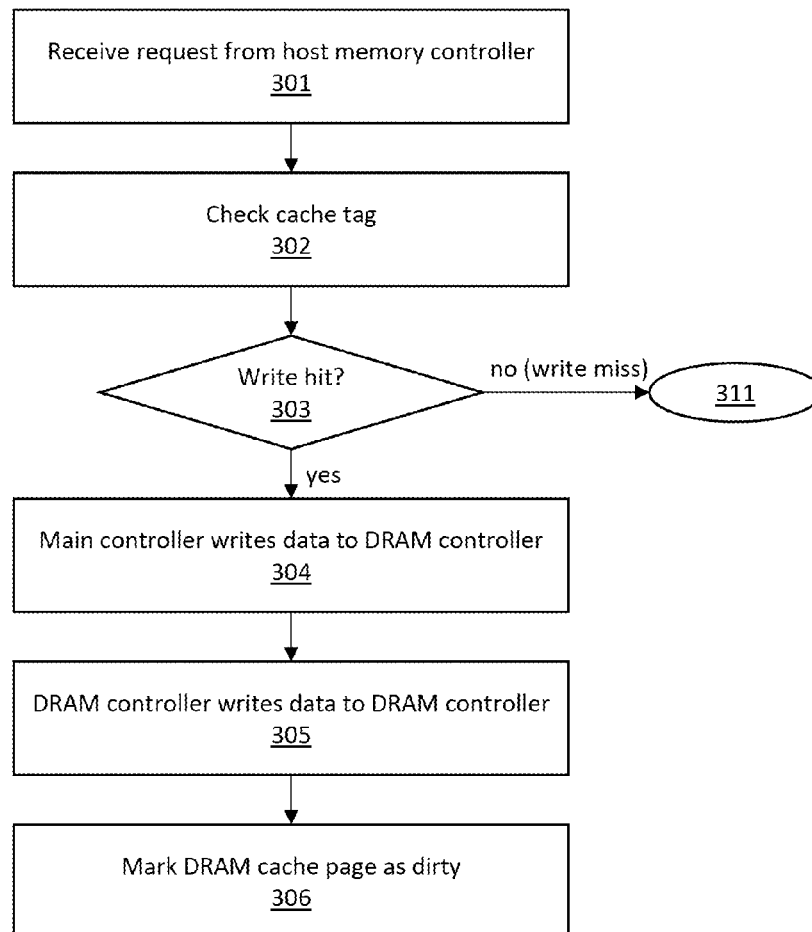 Receive request from host memory controller
301
Check cache tag
302
Write hit?
303
no (write miss)
311
yes
Main controller writes data to DRAM controller
304
DRAM controller writes data to DRAM controller
305
Mark DRAM cache page as dirty
306